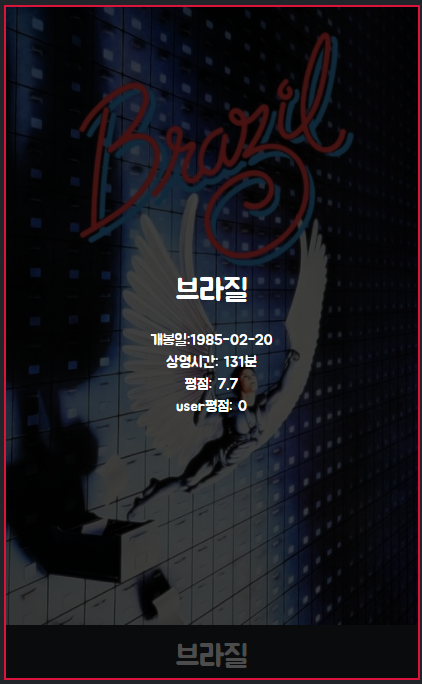 Brazil
브라질
개봉일:1985-02-20
상영시간: 131분
평점: 7.7
user평점: 0
브라질